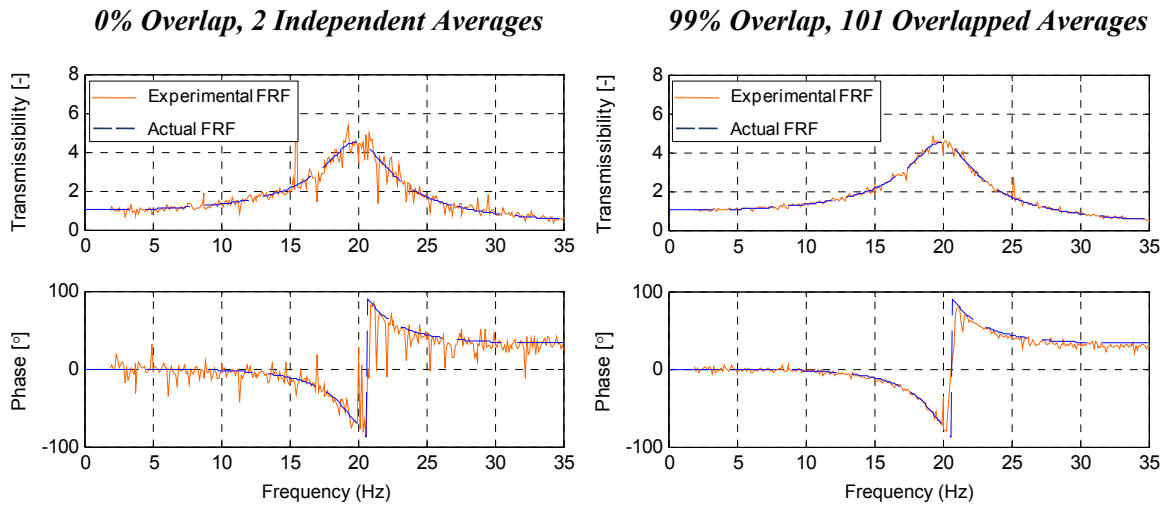 0% Overlap, 2 Independent Averages
99% Overlap, 101 Overlapped Averages
Transmissibility [-]
8
6
4
2
0
Experimental FRF
Actual FRF
0 5 10 15 20 25 30 35
Transmissibility [-]
8
6
4
2
0
Experimental FRF
Actual FRF
0 5 10 15 20 25 30 35
Phase [°]
100
0
-100
0 5 10 15 20 25 30 35
Frequency (Hz)
Phase [°]
100
0
-100
0 5 10 15 20 25 30 35
Frequency (Hz)